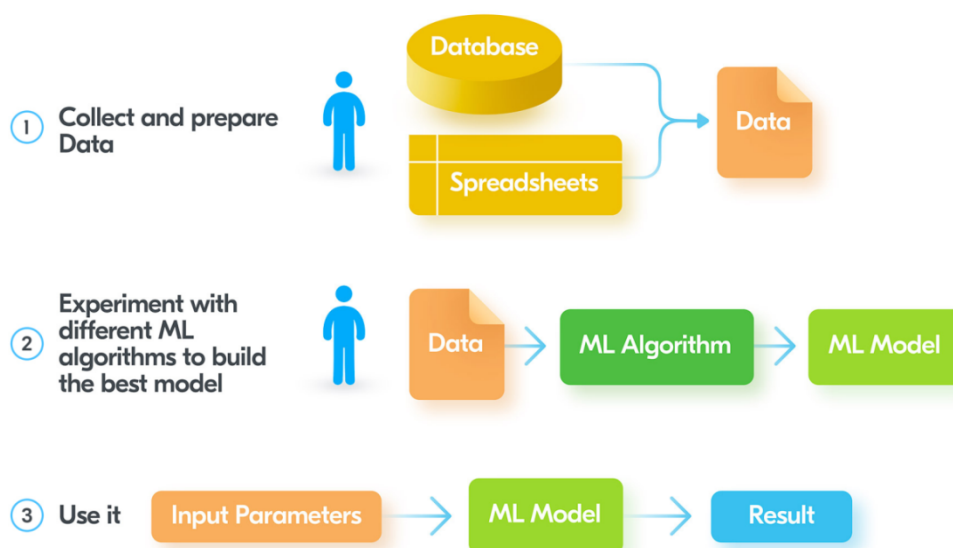 Database
1 Collect and prepare
Data
Data
Spreadsheets
2 Experiment with
different ML
algorithms to build
the best model
Data
ML Algorithm
ML Model
3 Use it
Input Parameters
ML Model
Result